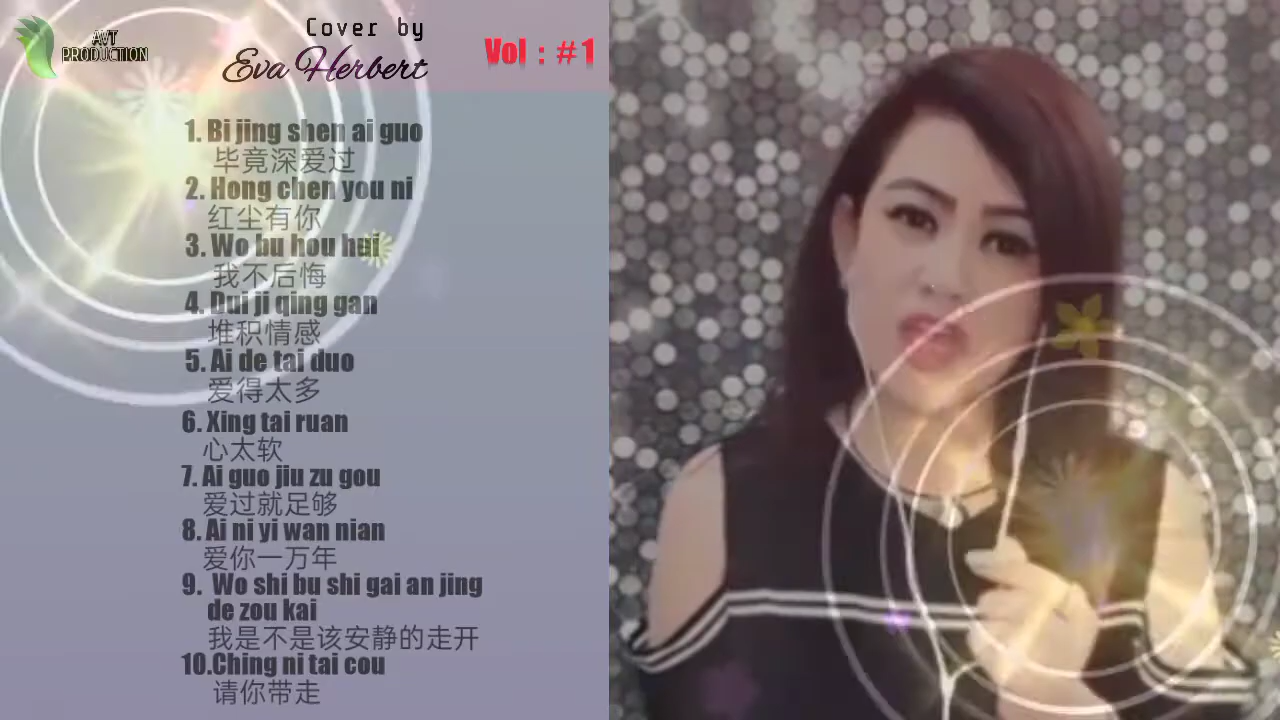 AVT
PRODUCTION
Cover by
Eva Herbert
Vol : #1
1. Bi jing shen ai guo
毕竟深爱过
2. Hong chen you ni
红尘有你
3. Wo bu hou hui
我不后悔
4. Dui ji qing gan
堆积情感
5. Ai de tai duo
爱得太多
6. Xing tai ruan
心太软
7. Ai guo jiu zu gou
爱过就足够
8. Ai ni yi wan nian
爱你一万年
9. Wo shi bu shi gai an jing
de zou kai
我是不是该安静的走开
10.Ching ni tai cou
请你带走